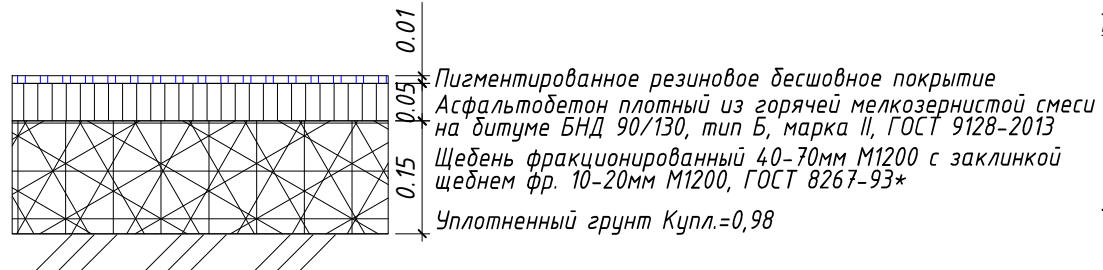 0.01
Пигментированное резиновое бесшовное покрытие
0.05
Асфальтобетон плотный из горячей мелкозернистой смеси
на битуме БНД 90/130, тип Б, марка II, ГОСТ 9128-2013
0.15
Щебень фракционированный 40-70мм М1200 с заклинкой
щебнем фр. 10-20мм М1200, ГОСТ 8267-93*
Уплотненный грунт Купл.=0,98